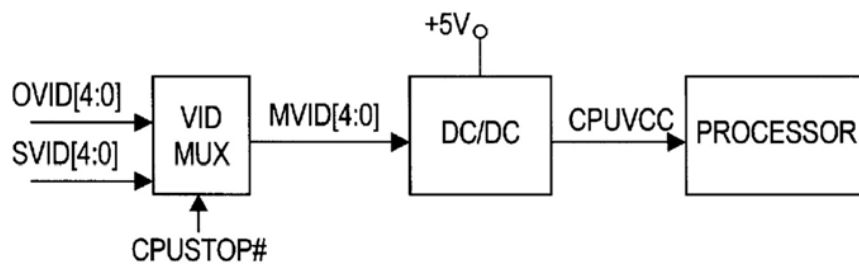 +5V
OVID[4:0]
SVID[4:0]
VID
MUX
MVID[4:0]
DC/DC
CPUVCC
PROCESSOR
CPUSTOP#